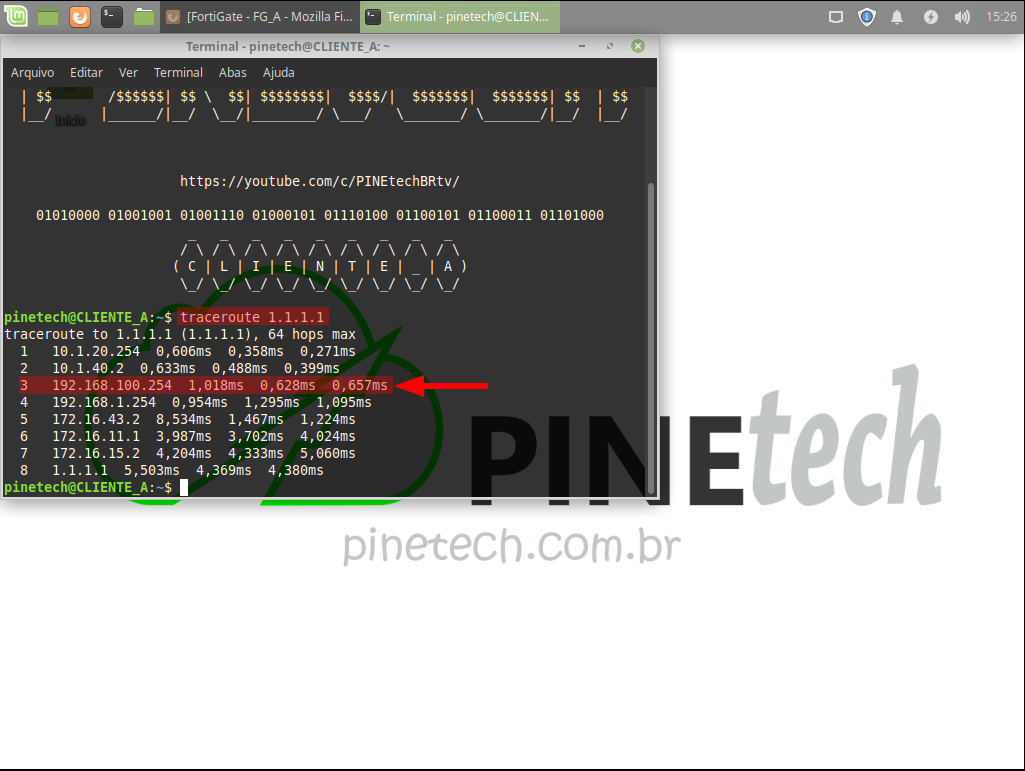 [FortiGate - FG_A - Mozilla Fi...
Terminal - pinetech@CLIEN...
15:26
Terminal - pinetech@CLIENTE_A: ~
Arquivo Editar Ver Terminal Abas Ajuda
| $$ /$$$$$$| $$ \ $$| $$$$$$$$| $$$$/| $$$$$$$| $$$$$$$| $$ | $$
|__/ |______/|__/ \__/|________/ \___/ \_______/ \_______/|__/ |__/
Início
https://youtube.com/c/PINEtechBRtv/
01010000 01001001 01001110 01000101 01110100 01100101 01100011 01101000
_ _ _ _ _ _ _ _ _
/ \ / \ / \ / \ / \ / \ / \ / \ / \
( C | L | I | E | N | T | E | _ | A )
\_/ \_/ \_/ \_/ \_/ \_/ \_/ \_/ \_/
pinetech@CLIENTE_A:~$ traceroute 1.1.1.1
traceroute to 1.1.1.1 (1.1.1.1), 64 hops max
1 10.1.20.254 0,606ms 0,358ms 0,271ms
2 10.1.40.2 0,633ms 0,488ms 0,399ms
3 192.168.100.254 1,018ms 0,628ms 0,657ms
4 192.168.1.254 0,954ms 1,295ms 1,095ms
5 172.16.43.2 8,534ms 1,467ms 1,224ms
6 172.16.11.1 3,987ms 3,702ms 4,024ms
7 172.16.15.2 4,204ms 4,333ms 5,060ms
8 1.1.1.1 5,503ms 4,369ms 4,380ms
pinetech@CLIENTE_A:~$
PINEtech
pinetech.com.br